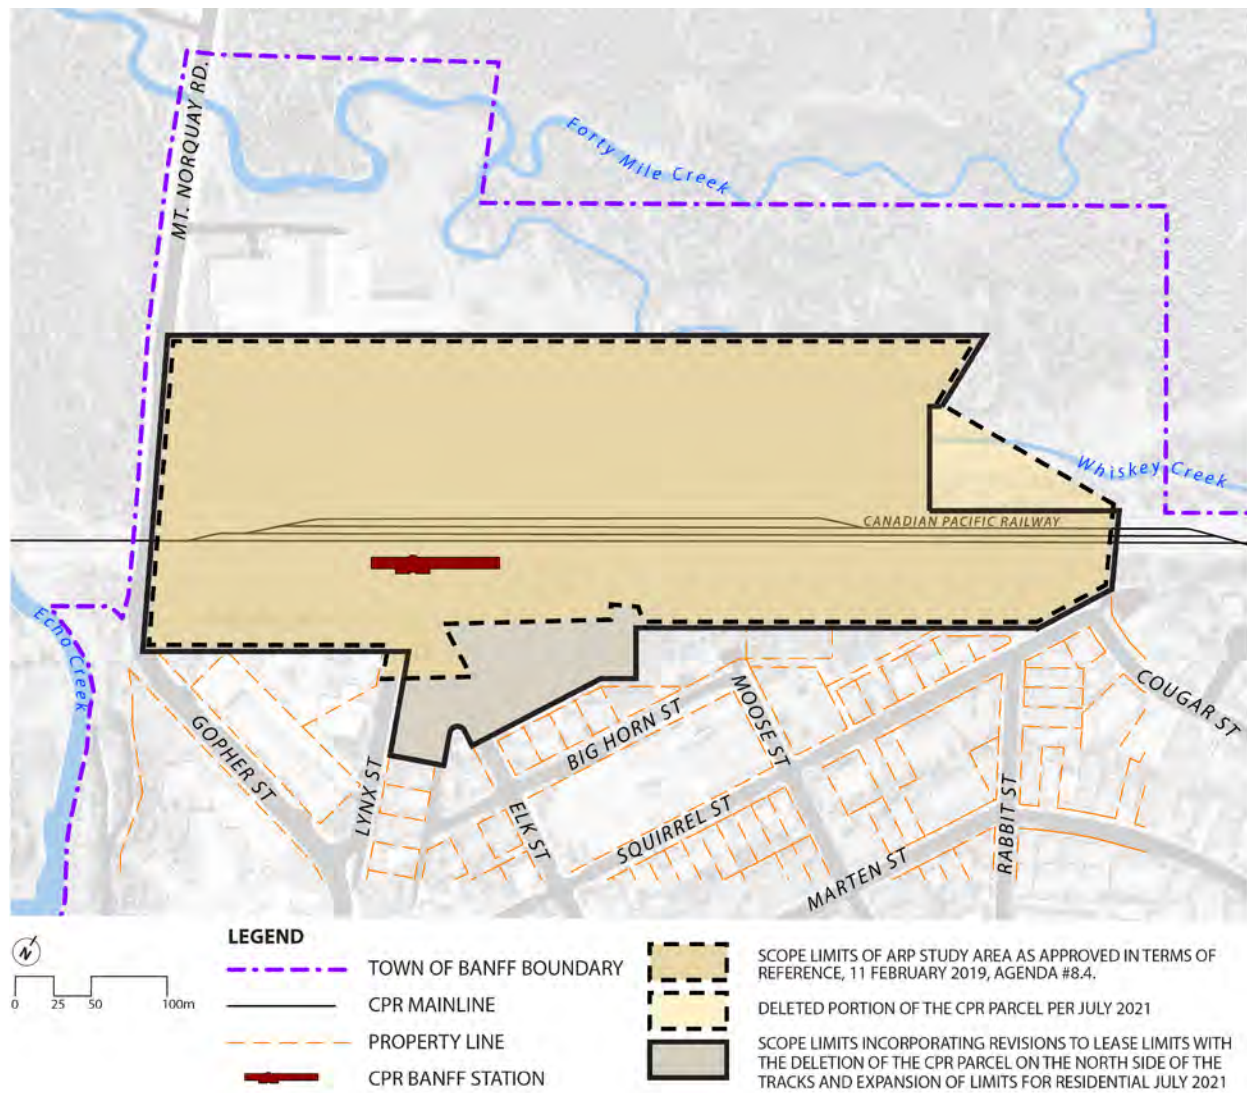 MT. NORQUAY RD.
Forty Mile Creek
Whiskey Creek
CANADIAN PACIFIC RAILWAY
Echo Creek
GOPHER ST
LYNX ST
ELK ST
BIG HORN ST
MOOSE ST
SQUIRREL ST
MARTEN ST
RABBIT ST
COUGAR ST
N
0 25 50 100m
LEGEND
TOWN OF BANFF BOUNDARY
CPR MAINLINE
PROPERTY LINE
CPR BANFF STATION
SCOPE LIMITS OF ARP STUDY AREA AS APPROVED IN TERMS OF
REFERENCE, 11 FEBRUARY 2019, AGENDA #8.4.
DELETED PORTION OF THE CPR PARCEL PER JULY 2021
SCOPE LIMITS INCORPORATING REVISIONS TO LEASE LIMITS WITH
THE DELETION OF THE CPR PARCEL ON THE NORTH SIDE OF THE
TRACKS AND EXPANSION OF LIMITS FOR RESIDENTIAL JULY 2021